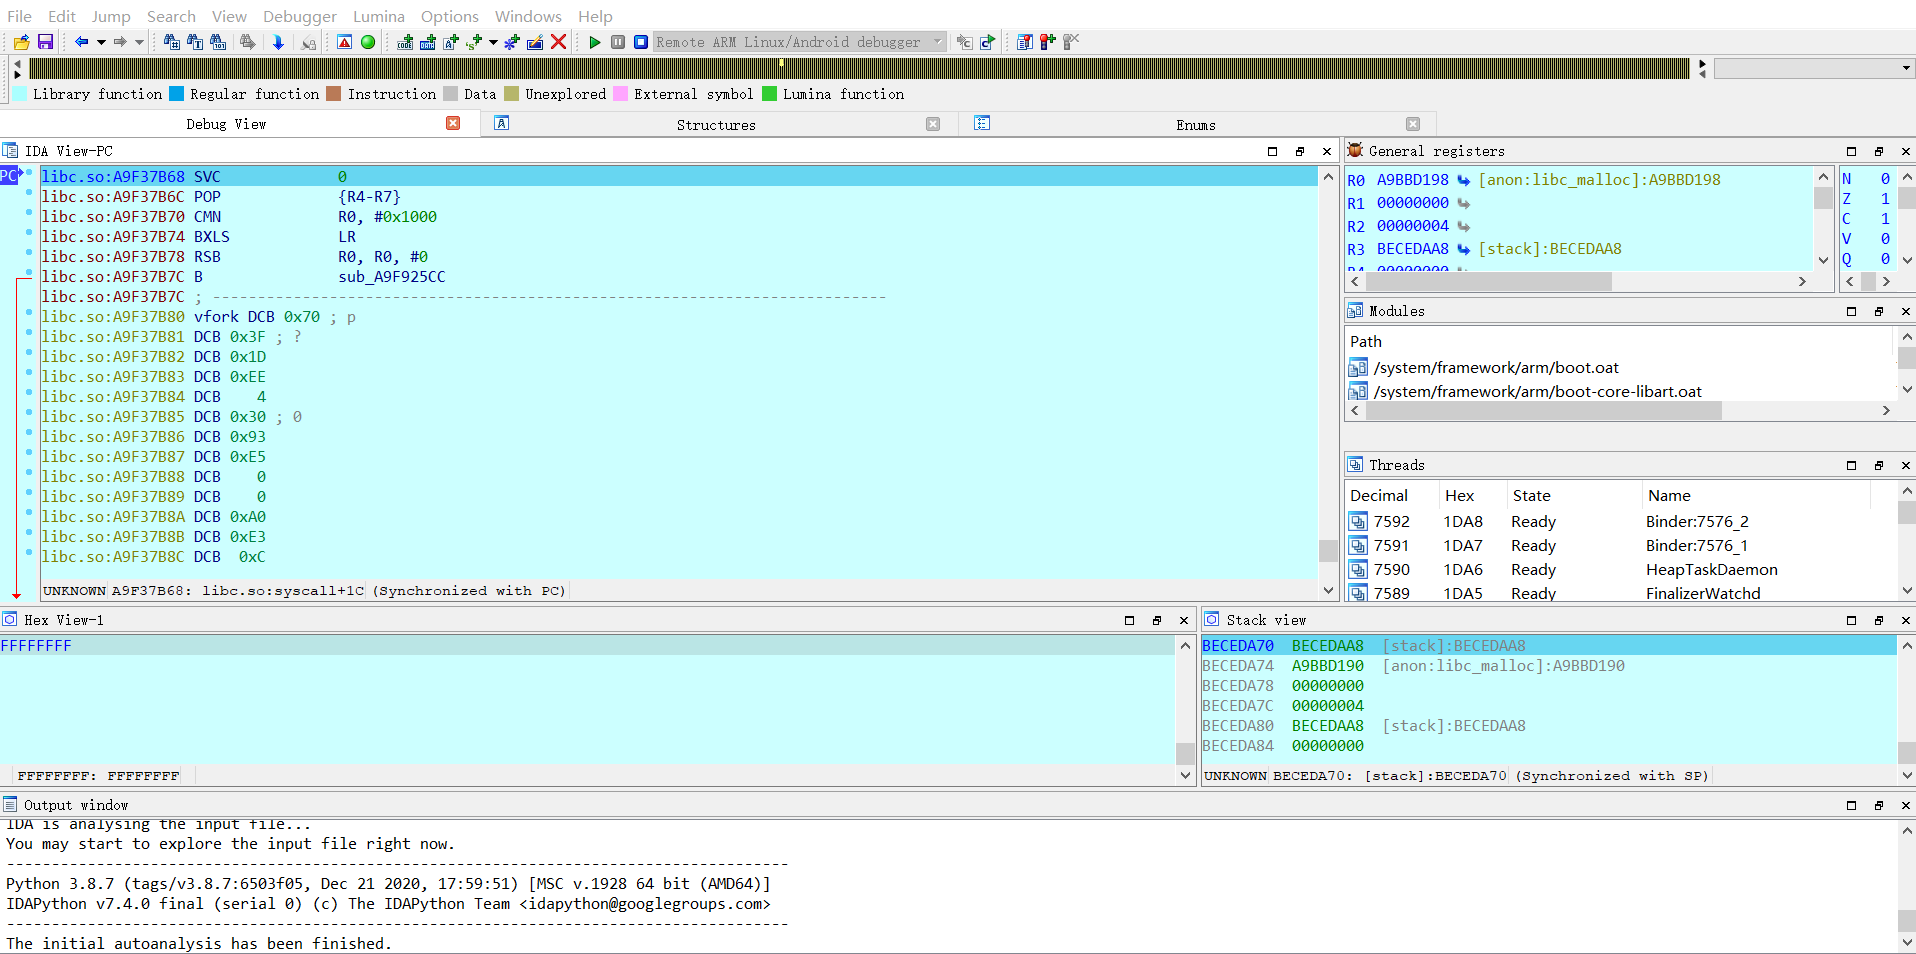 File Edit Jump Search View Debugger Lumina Options Windows Help
Remote ARM Linux/Android debugger
Library function Regular function Instruction Data Unexplored External symbol Lumina function
Debug View Structures Enums
IDA View-PC
PC
libc.so:A9F37B68 SVC 0
libc.so:A9F37B6C POP {R4-R7}
libc.so:A9F37B70 CMN R0, #0x1000
libc.so:A9F37B74 BXLS LR
libc.so:A9F37B78 RSB R0, R0, #0
libc.so:A9F37B7C B sub_A9F925CC
libc.so:A9F37B7C ; ---------------------------------------------------------------------------
libc.so:A9F37B80 vfork DCB 0x70 ; p
libc.so:A9F37B81 DCB 0x3F ; ?
libc.so:A9F37B82 DCB 0x1D
libc.so:A9F37B83 DCB 0xEE
libc.so:A9F37B84 DCB 4
libc.so:A9F37B85 DCB 0x30 ; 0
libc.so:A9F37B86 DCB 0x93
libc.so:A9F37B87 DCB 0xE5
libc.so:A9F37B88 DCB 0
libc.so:A9F37B89 DCB 0
libc.so:A9F37B8A DCB 0xA0
libc.so:A9F37B8B DCB 0xE3
libc.so:A9F37B8C DCB 0xC
UNKNOWN A9F37B68: libc.so:syscall+1C (Synchronized with PC)
General registers
R0 A9BBD198 [anon:libc_malloc]:A9BBD198
R1 00000000
R2 00000004
R3 BECEDAA8 [stack]:BECEDAA8
R4 00000000
N 0
Z 1
C 1
V 0
Q 0
Modules
Path
/system/framework/arm/boot.oat
/system/framework/arm/boot-core-libart.oat
Threads
Decimal Hex State Name
7592 1DA8 Ready Binder:7576_2
7591 1DA7 Ready Binder:7576_1
7590 1DA6 Ready HeapTaskDaemon
7589 1DA5 Ready FinalizerWatchd
Hex View-1
FFFFFFFF
FFFFFFFF: FFFFFFFF
Stack view
BECEDA70 BECEDAA8 [stack]:BECEDAA8
BECEDA74 A9BBD190 [anon:libc_malloc]:A9BBD190
BECEDA78 00000000
BECEDA7C 00000004
BECEDA80 BECEDAA8 [stack]:BECEDAA8
BECEDA84 00000000
UNKNOWN BECEDA70: [stack]:BECEDA70 (Synchronized with SP)
Output window
IDA is analysing the input file...
You may start to explore the input file right now.
---------------------------------------------------------------------------------------
Python 3.8.7 (tags/v3.8.7:6503f05, Dec 21 2020, 17:59:51) [MSC v.1928 64 bit (AMD64)]
IDAPython v7.4.0 final (serial 0) (c) The IDAPython Team <idapython@googlegroups.com>
---------------------------------------------------------------------------------------
The initial autoanalysis has been finished.